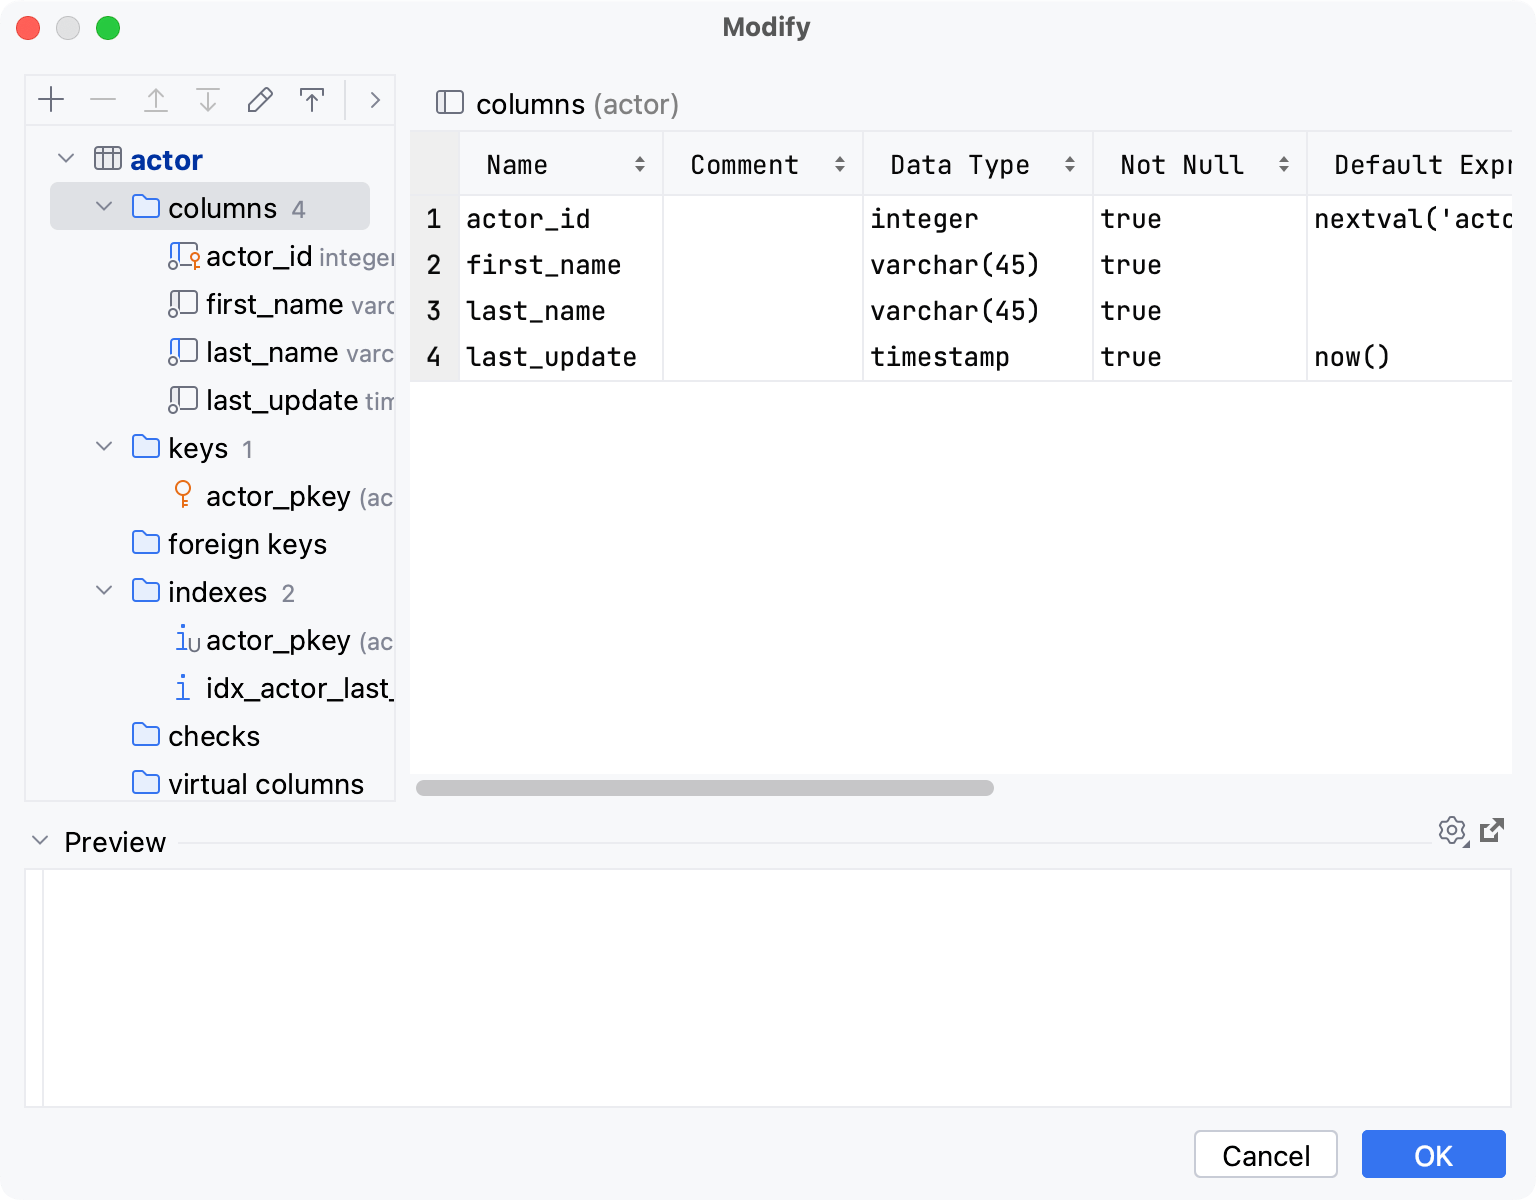 Modify
actor
columns 4
actor_id integer
first_name varc
last_name varc
last_update tim
keys 1
actor_pkey (ac
foreign keys
indexes 2
actor_pkey (ac
idx_actor_last_
checks
virtual columns
columns (actor)
Name Comment Data Type Not Null Default Expr
1 actor_id integer true nextval('acto
2 first_name varchar(45) true
3 last_name varchar(45) true
4 last_update timestamp true now()
Preview
Cancel OK